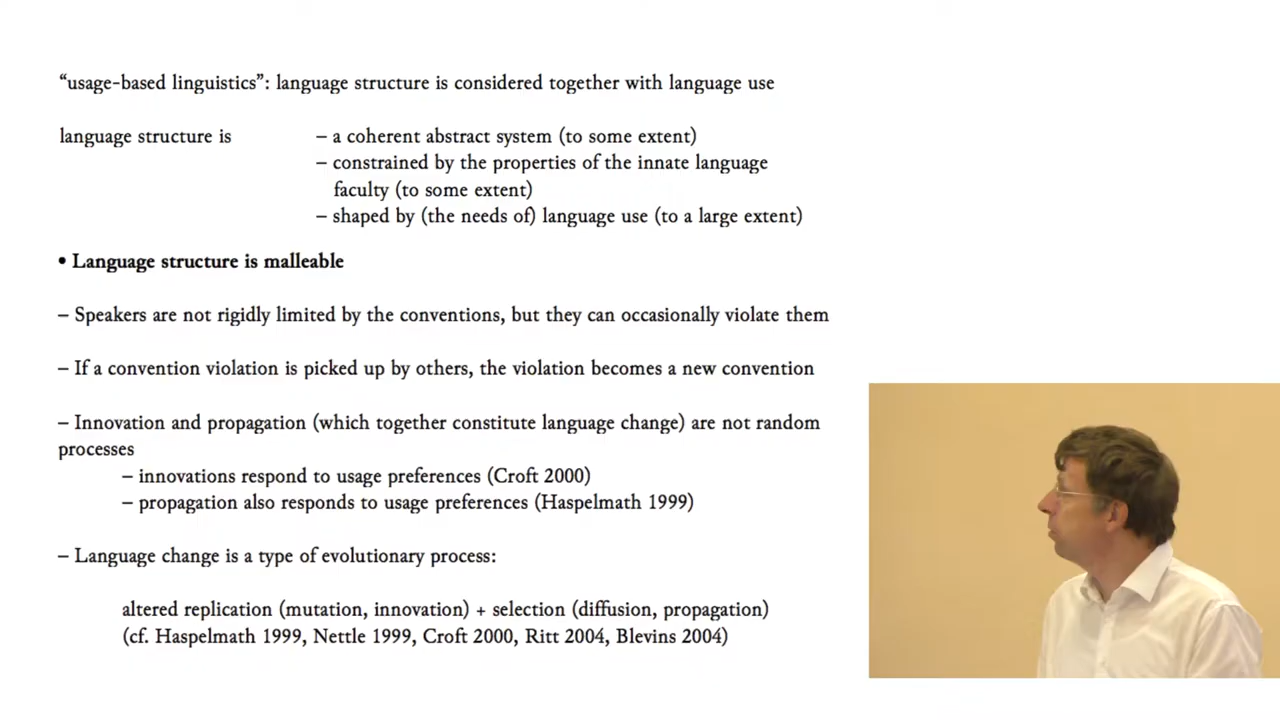 “usage-based linguistics”: language structure is considered together with language use
language structure is – a coherent abstract system (to some extent)
– constrained by the properties of the innate language
faculty (to some extent)
– shaped by (the needs of) language use (to a large extent)
• Language structure is malleable
– Speakers are not rigidly limited by the conventions, but they can occasionally violate them
– If a convention violation is picked up by others, the violation becomes a new convention
– Innovation and propagation (which together constitute language change) are not random
processes
– innovations respond to usage preferences (Croft 2000)
– propagation also responds to usage preferences (Haspelmath 1999)
– Language change is a type of evolutionary process:
altered replication (mutation, innovation) + selection (diffusion, propagation)
(cf. Haspelmath 1999, Nettle 1999, Croft 2000, Ritt 2004, Blevins 2004)